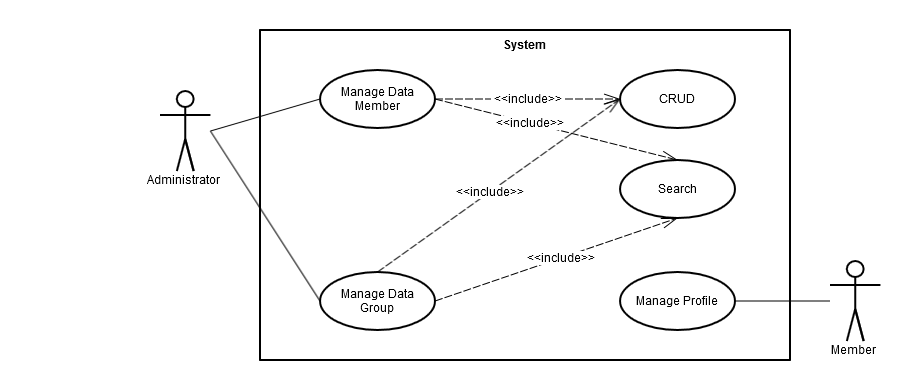 System
Manage Data
Member
<<include>>
CRUD
<<include>>
Administrator
<<include>>
Search
<<include>>
Manage Data
Group
Manage Profile
Member